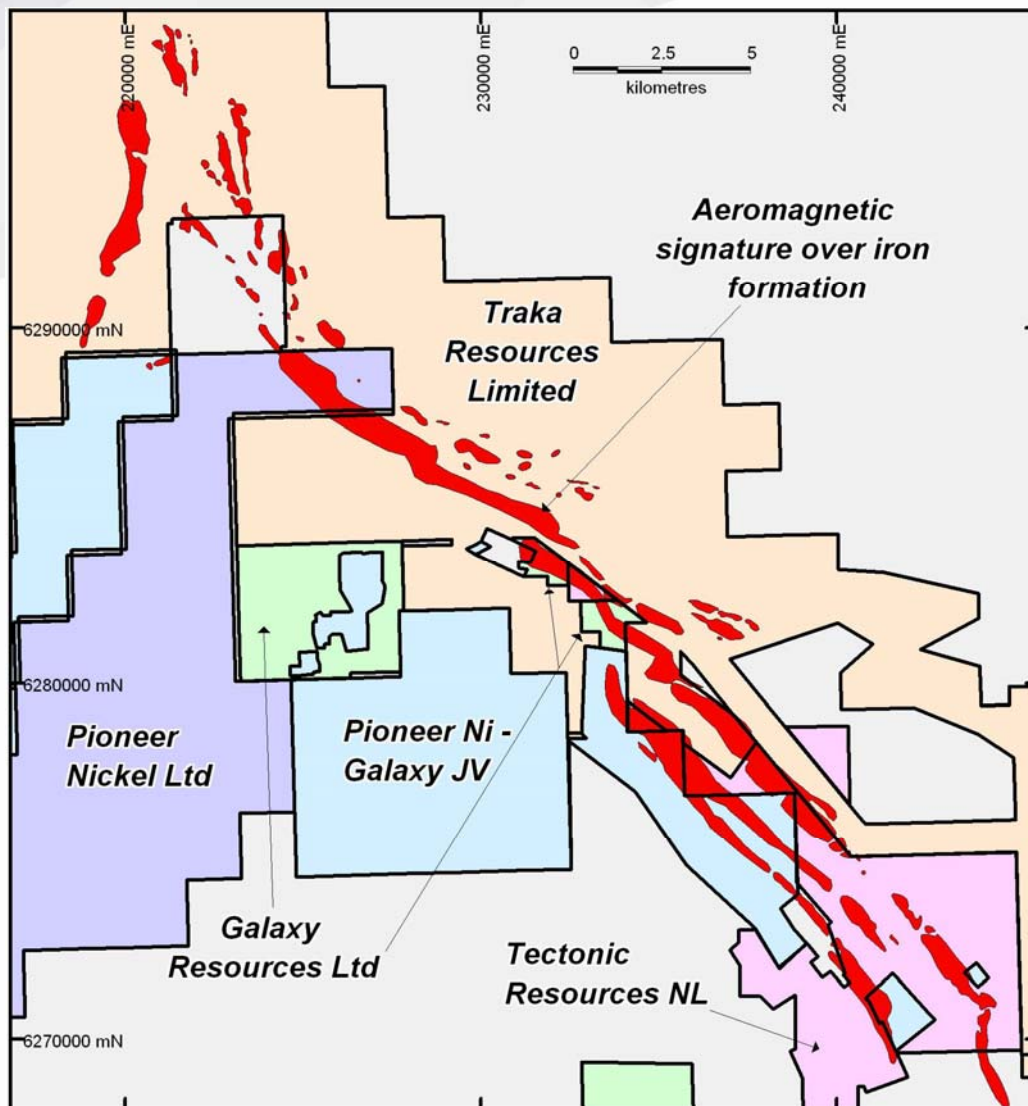 220000 mE
230000 mE
240000 mE
0 2.5 5
kilometres
Aeromagnetic
signature over iron
formation
6290000 mN
Traka
Resources
Limited
6280000 mN
Pioneer
Nickel Ltd
Pioneer Ni -
Galaxy JV
Galaxy
Resources Ltd
Tectonic
Resources NL
6270000 mN